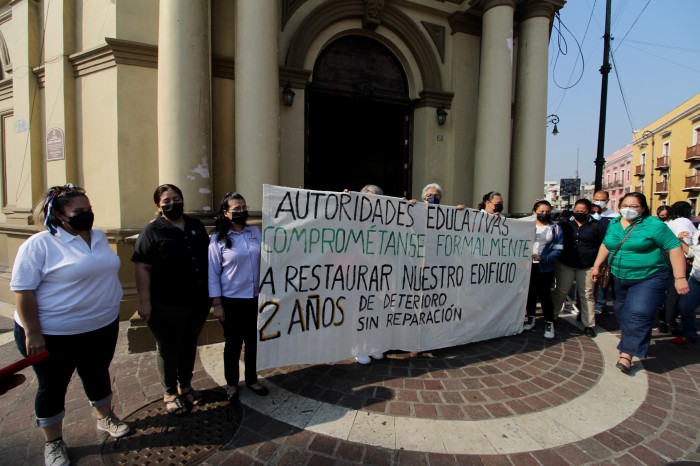 AUTORIDADES EDUCATIVAS
COMPROMÉTANSE FORMALMENTE
A RESTAURAR NUESTRO EDIFICIO
2 AÑOS DE DETERIORO
SIN REPARACIÓN